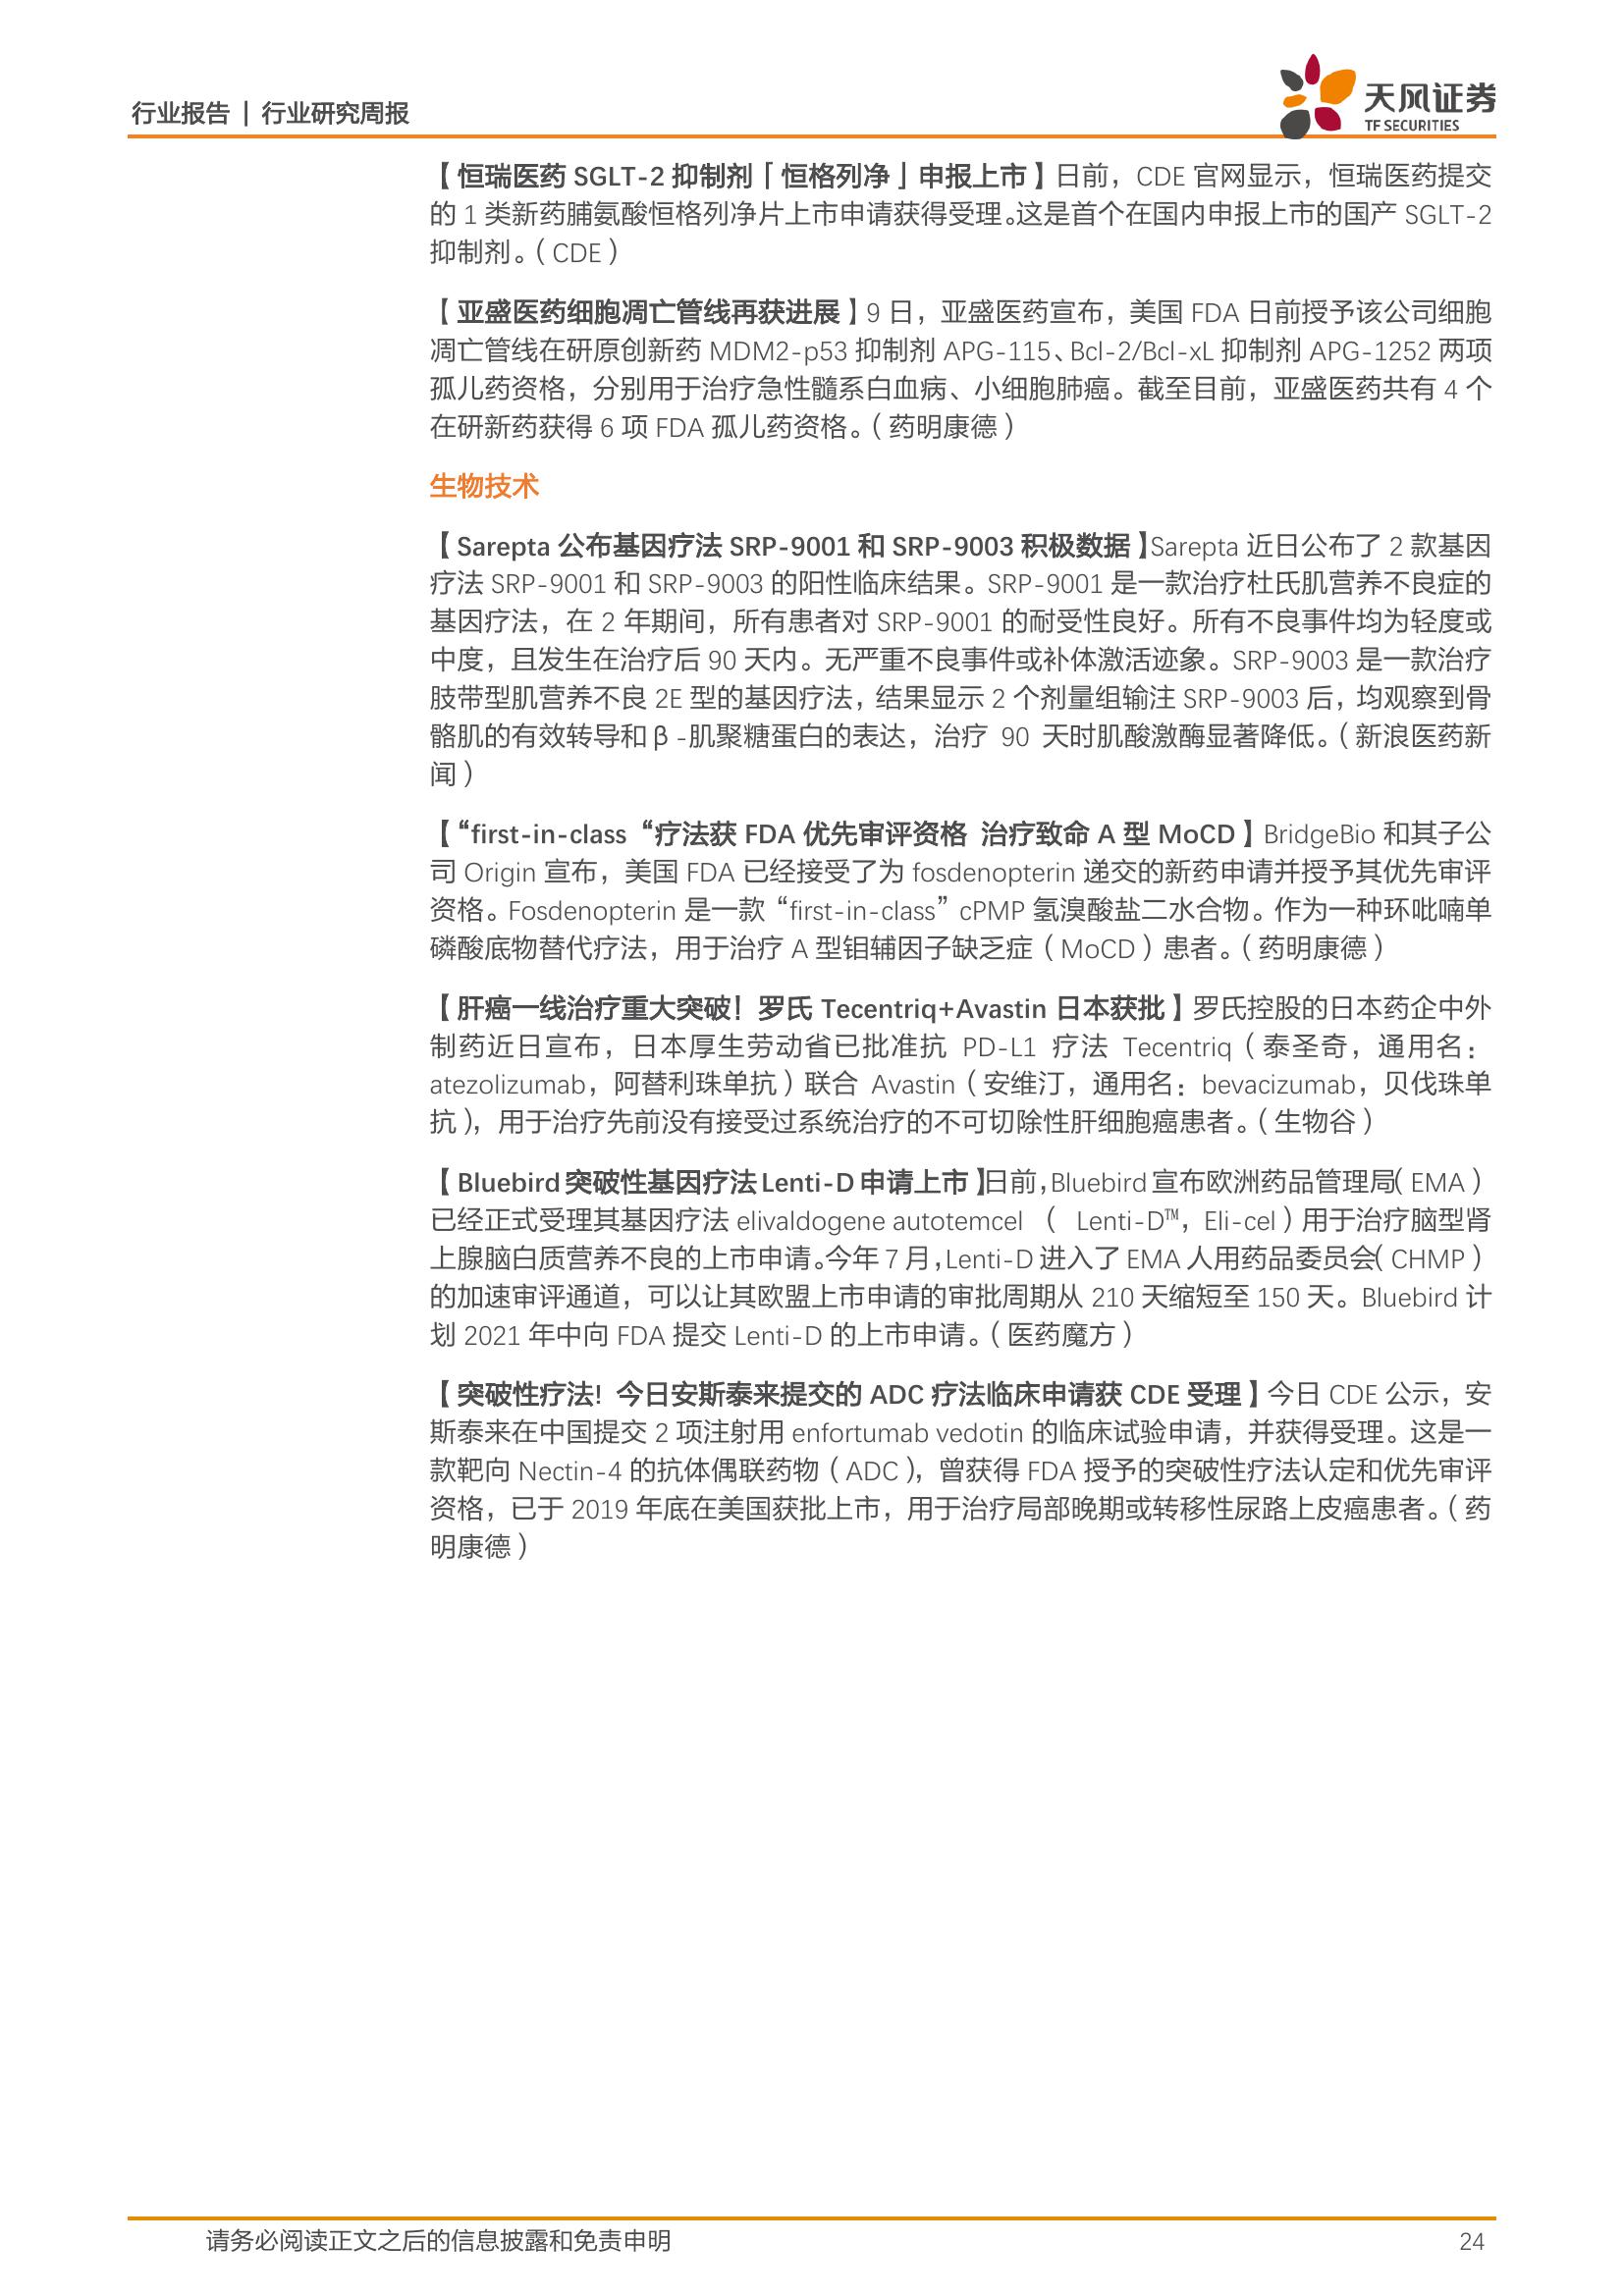 行业报告 | 行业研究周报
天风证券
TF SECURITIES
【恒瑞医药 SGLT-2 抑制剂「恒格列净」申报上市】日前，CDE 官网显示，恒瑞医药提交
的 1 类新药脯氨酸恒格列净片上市申请获得受理。这是首个在国内申报上市的国产 SGLT-2
抑制剂。（CDE）
【亚盛医药细胞凋亡管线再获进展】9 日，亚盛医药宣布，美国 FDA 日前授予该公司细胞
凋亡管线在研原创新药 MDM2-p53 抑制剂 APG-115、Bcl-2/Bcl-xL 抑制剂 APG-1252 两项
孤儿药资格，分别用于治疗急性髓系白血病、小细胞肺癌。截至目前，亚盛医药共有 4 个
在研新药获得 6 项 FDA 孤儿药资格。（药明康德）
生物技术
【Sarepta 公布基因疗法 SRP-9001 和 SRP-9003 积极数据】Sarepta 近日公布了 2 款基因
疗法 SRP-9001 和 SRP-9003 的阳性临床结果。SRP-9001 是一款治疗杜氏肌营养不良症的
基因疗法，在 2 年期间，所有患者对 SRP-9001 的耐受性良好。所有不良事件均为轻度或
中度，且发生在治疗后 90 天内。无严重不良事件或补体激活迹象。SRP-9003 是一款治疗
肢带型肌营养不良 2E 型的基因疗法，结果显示 2 个剂量组输注 SRP-9003 后，均观察到骨
骼肌的有效转导和β-肌聚糖蛋白的表达，治疗 90 天时肌酸激酶显著降低。（新浪医药新
闻）
【“first-in-class “疗法获 FDA 优先审评资格 治疗致命 A 型 MoCD】BridgeBio 和其子公
司 Origin 宣布，美国 FDA 已经接受了为 fosdenopterin 递交的新药申请并授予其优先审评
资格。Fosdenopterin 是一款 “first-in-class” cPMP 氢溴酸盐二水合物。作为一种环吡喃单
磷酸底物替代疗法，用于治疗 A 型钼辅因子缺乏症（MoCD）患者。（药明康德）
【肝癌一线治疗重大突破！罗氏 Tecentriq+Avastin 日本获批】罗氏控股的日本药企中外
制药近日宣布，日本厚生劳动省已批准抗 PD-L1 疗法 Tecentriq（泰圣奇，通用名：
atezolizumab，阿替利珠单抗）联合 Avastin（安维汀，通用名：bevacizumab，贝伐珠单
抗），用于治疗先前没有接受过系统治疗的不可切除性肝细胞癌患者。（生物谷）
【Bluebird 突破性基因疗法 Lenti-D 申请上市】日前，Bluebird 宣布欧洲药品管理局（EMA）
已经正式受理其基因疗法 elivaldogene autotemcel （ Lenti-D™，Eli-cel）用于治疗脑型肾
上腺脑白质营养不良的上市申请。今年 7 月，Lenti-D 进入了 EMA 人用药品委员会（CHMP）
的加速审评通道，可以让其欧盟上市申请的审批周期从 210 天缩短至 150 天。Bluebird 计
划 2021 年中向 FDA 提交 Lenti-D 的上市申请。（医药魔方）
【突破性疗法！今日安斯泰来提交的 ADC 疗法临床申请获 CDE 受理】今日 CDE 公示，安
斯泰来在中国提交 2 项注射用 enfortumab vedotin 的临床试验申请，并获得受理。这是一
款靶向 Nectin-4 的抗体偶联药物（ADC），曾获得 FDA 授予的突破性疗法认定和优先审评
资格，已于 2019 年底在美国获批上市，用于治疗局部晚期或转移性尿路上皮癌患者。（药
明康德）
请务必阅读正文之后的信息披露和免责申明
24